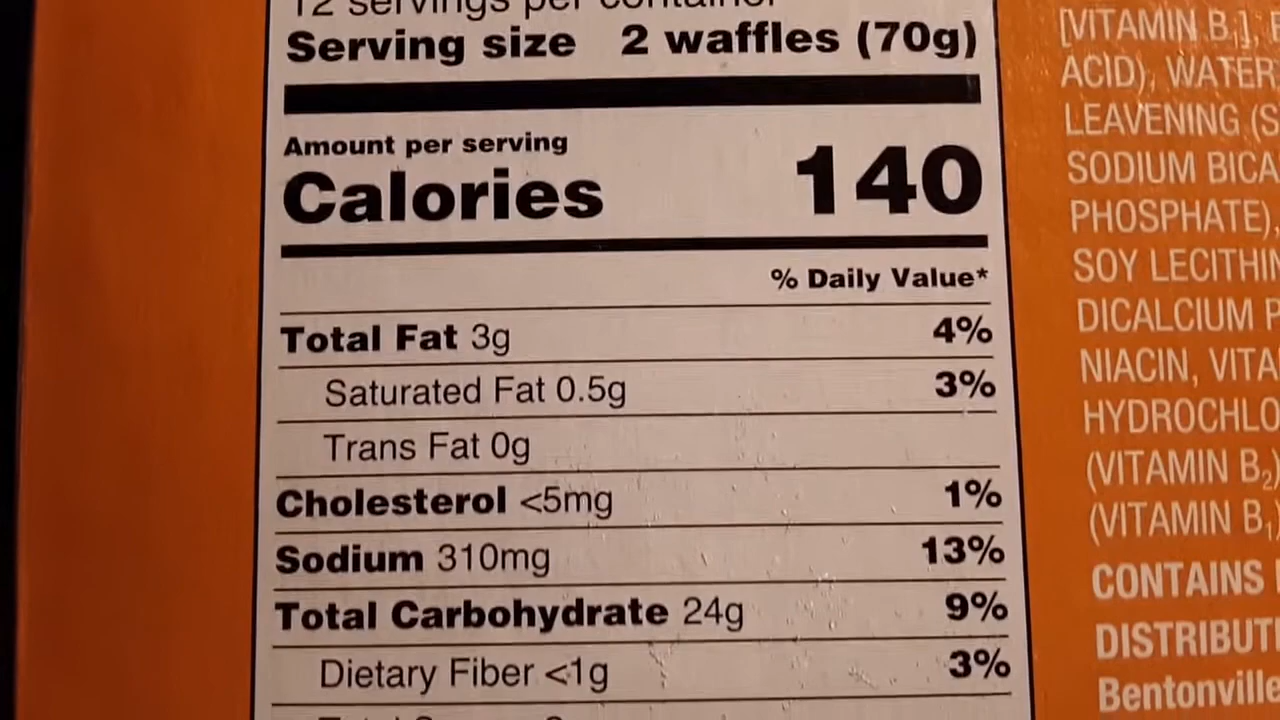 12 servings per container
Serving size 2 waffles (70g)
Amount per serving
Calories 140
% Daily Value*
Total Fat 3g 4%
Saturated Fat 0.5g 3%
Trans Fat 0g
Cholesterol <5mg 1%
Sodium 310mg 13%
Total Carbohydrate 24g 9%
Dietary Fiber <1g 3%
[VITAMIN B₁],
ACID), WATER
LEAVENING (S
SODIUM BICA
PHOSPHATE),
SOY LECITHIN
DICALCIUM P
NIACIN, VITA
HYDROCHLO
(VITAMIN B₂)
(VITAMIN B₁
CONTAINS
DISTRIBUT
Bentonville